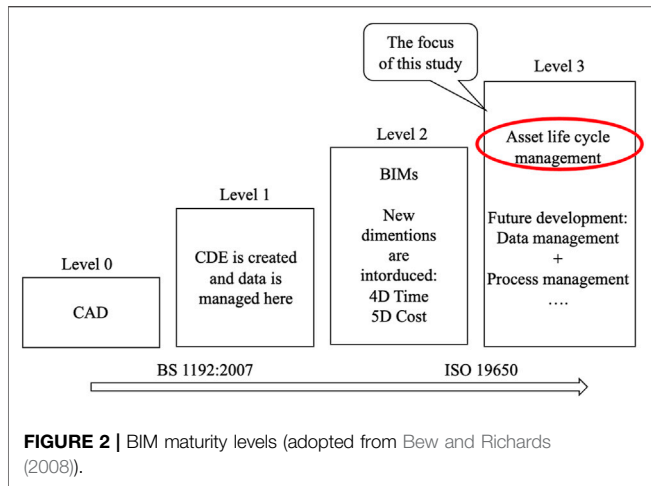 The focus
of this study
Level 3
Asset life cycle
management
Future development:
Data management
+
Process management
....
Level 2
BIMs
New
dimentions
are
intorduced:
4D Time
5D Cost
Level 1
CDE is created
and data is
managed here
Level 0
CAD
BS 1192:2007
ISO 19650
FIGURE 2 | BIM maturity levels (adopted from Bew and Richards
(2008)).